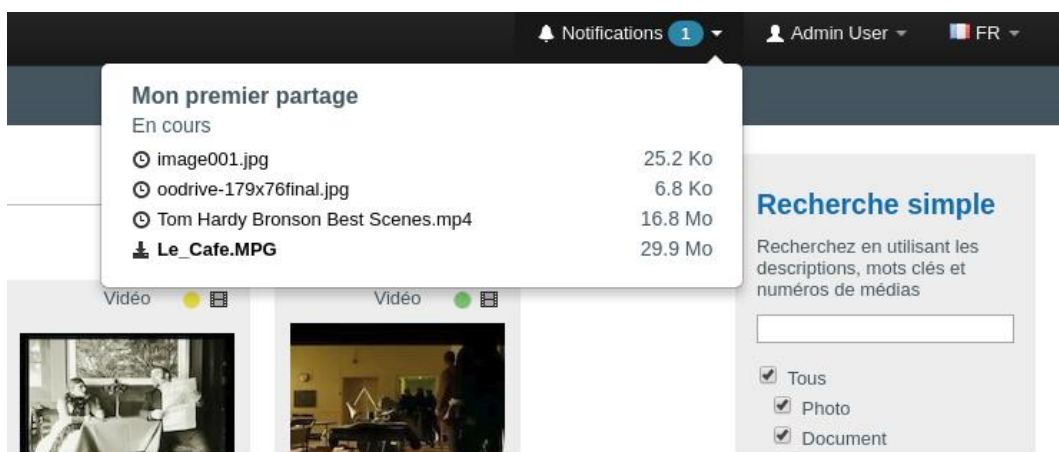 Notifications 1
Admin User
FR
Mon premier partage
En cours
image001.jpg 25.2 Ko
oodrive-179x76final.jpg 6.8 Ko
Tom Hardy Bronson Best Scenes.mp4 16.8 Mo
Le_Cafe.MPG 29.9 Mo
Vidéo
Vidéo
Recherche simple
Recherchez en utilisant les
descriptions, mots clés et
numéros de médias
Tous
Photo
Document